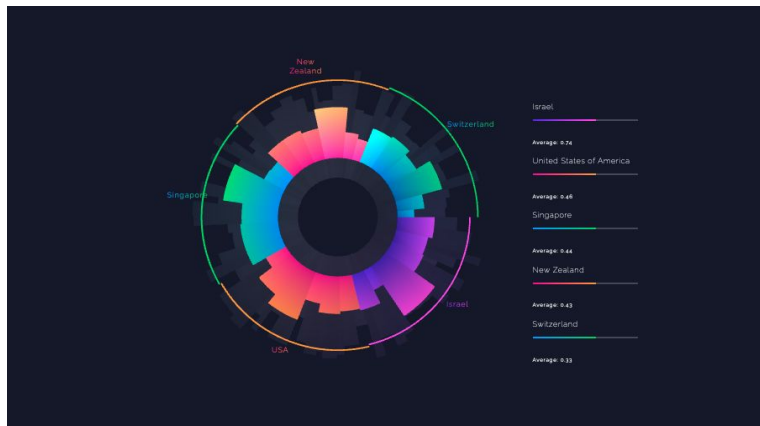 New
Zealand
Switzerland
Singapore
Israel
USA
Israel
Average: 0.74
United States of America
Average: 0.46
Singapore
Average: 0.44
New Zealand
Average: 0.43
Switzerland
Average: 0.33